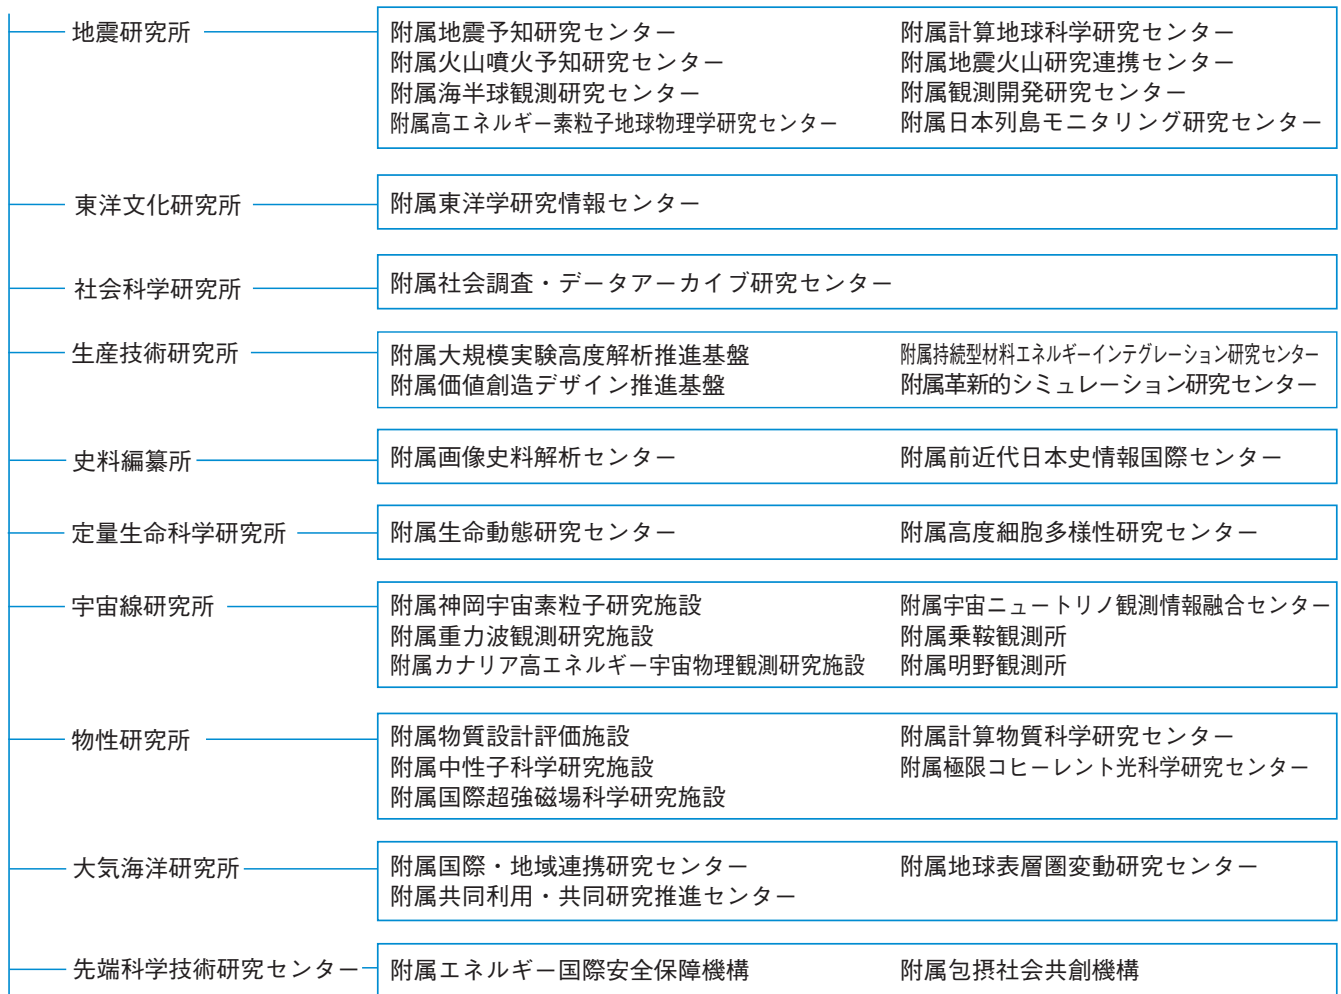 地震研究所
附属地震予知研究センター
附属計算地球科学研究センター
附属火山噴火予知研究センター
附属地震火山研究連携センター
附属海半球観測研究センター
附属観測開発研究センター
附属高エネルギー素粒子地球物理学研究センター
附属日本列島モニタリング研究センター
東洋文化研究所
附属東洋学研究情報センター
社会科学研究所
附属社会調査・データアーカイブ研究センター
生産技術研究所
附属大規模実験高度解析推進基盤
附属持続型材料エネルギーインテグレーション研究センター
附属価値創造デザイン推進基盤
附属革新的シミュレーション研究センター
史料編纂所
附属画像史料解析センター
附属前近代日本史情報国際センター
定量生命科学研究所
附属生命動態研究センター
附属高度細胞多様性研究センター
宇宙線研究所
附属神岡宇宙素粒子研究施設
附属宇宙ニュートリノ観測情報融合センター
附属重力波観測研究施設
附属乗鞍観測所
附属カナリア高エネルギー宇宙物理観測研究施設
附属明野観測所
物性研究所
附属物質設計評価施設
附属計算物質科学研究センター
附属中性子科学研究施設
附属極限コヒーレント光科学研究センター
附属国際超強磁場科学研究施設
大気海洋研究所
附属国際・地域連携研究センター
附属地球表層圏変動研究センター
附属共同利用・共同研究推進センター
先端科学技術研究センター
附属エネルギー国際安全保障機構
附属包摂社会共創機構